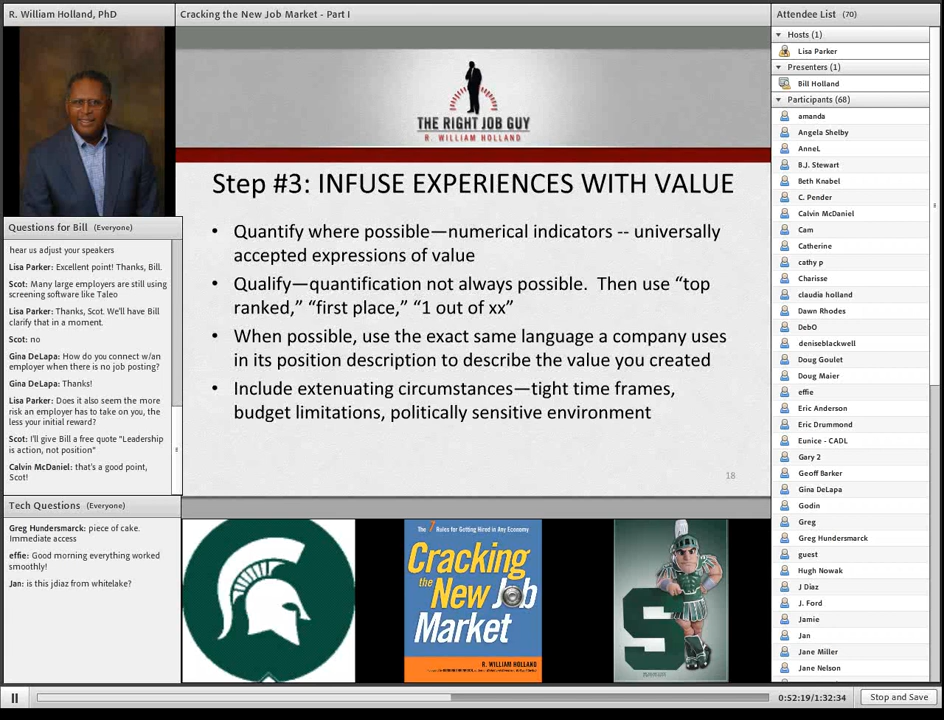 R. William Holland, PhD
Cracking the New Job Market - Part I
Attendee List (70)
THE RIGHT JOB GUY
R. WILLIAM HOLLAND
Step #3: INFUSE EXPERIENCES WITH VALUE
• Quantify where possible—numerical indicators -- universally
accepted expressions of value
• Qualify—quantification not always possible.  Then use “top
ranked,” “first place,” “1 out of xx”
• When possible, use the exact same language a company uses
in its position description to describe the value you created
• Include extenuating circumstances—tight time frames,
budget limitations, politically sensitive environment
18
Questions for Bill (Everyone)
hear us adjust your speakers
Lisa Parker: Excellent point! Thanks, Bill.
Scot: Many large employers are still using
screening software like Taleo
Lisa Parker: Thanks, Scot. We'll have Bill
clarify that in a moment.
Scot: no
Gina DeLapa: How do you connect w/an
employer when there is no job posting?
Gina DeLapa: Thanks!
Lisa Parker: Does it also seem the more
risk an employer has to take on you, the
less your initial reward?
Scot: I'll give Bill a free quote "Leadership
is action, not position"
Calvin McDaniel: that's a good point,
Scot!
Tech Questions (Everyone)
Greg Hundersmarck: piece of cake.
Immediate access
effie: Good morning everything worked
smoothly!
Jan: is this jdiaz from whitelake?
The 7 Rules for Getting Hired in Any Economy
Cracking
the New Job
Market
R. WILLIAM HOLLAND
S
Hosts (1)
Lisa Parker
Presenters (1)
Bill Holland
Participants (68)
amanda
Angela Shelby
AnneL
B.J. Stewart
Beth Knabel
C. Pender
Calvin McDaniel
Cam
Catherine
cathy p
Charisse
claudia holland
Dawn Rhodes
DebO
deniseblackwell
Doug Goulet
Doug Maier
effie
Eric Anderson
Eric Drummond
Eunice - CADL
Gary 2
Geoff Barker
Gina DeLapa
Godin
Greg
Greg Hundersmarck
guest
Hugh Nowak
J Diaz
J. Ford
Jamie
Jan
Jane Miller
Jane Nelson
0:52:19/1:32:34
Stop and Save